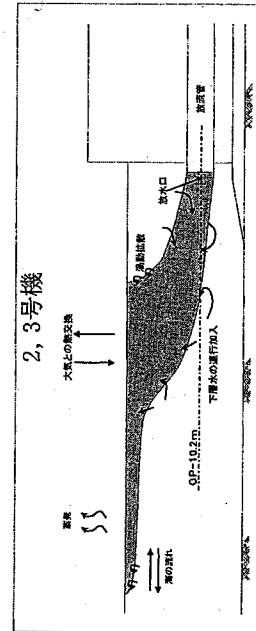 2，3号機
蒸発
大気との熱交換
渦動拡散
放水口
放流管
海の流れ
OP-10.2m
下層水の連行加入